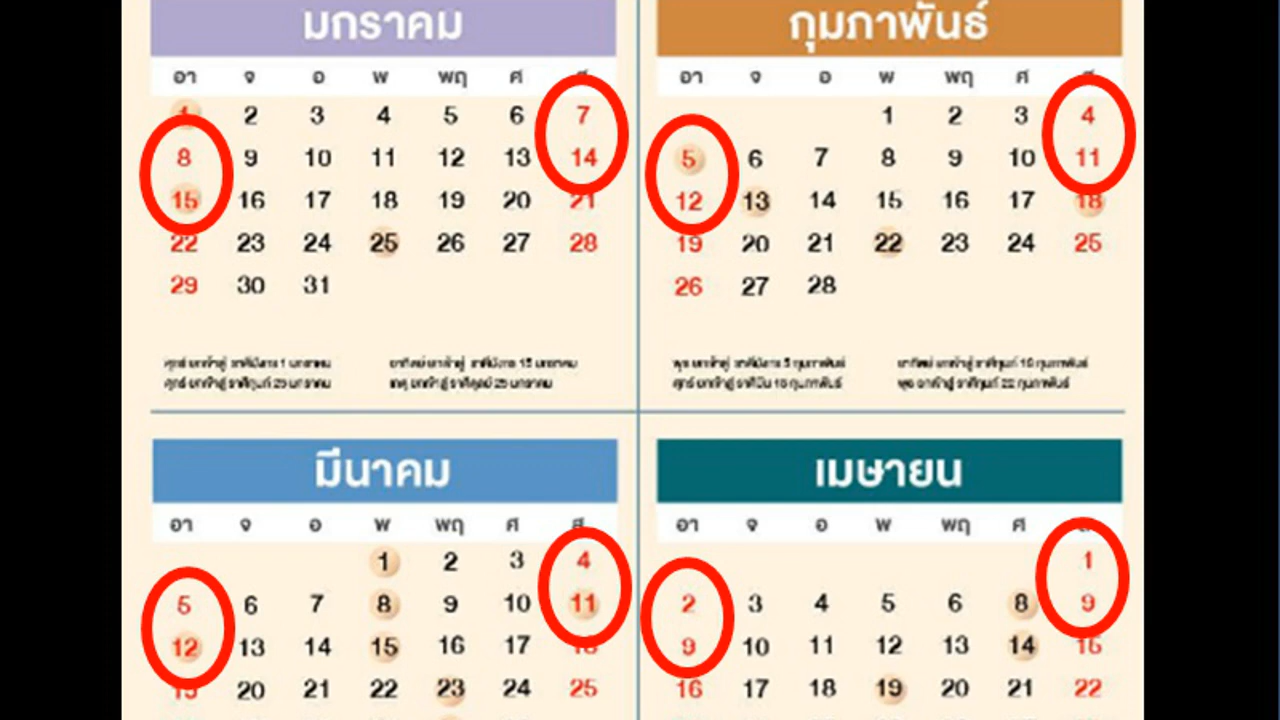 มกราคม
อา จ อ พ พฤ ศ ส
1 2 3 4 5 6 7
8 9 10 11 12 13 14
15 16 17 18 19 20 21
22 23 24 25 26 27 28
29 30 31
กุมภาพันธ์
อา จ อ พ พฤ ศ ส
1 2 3 4
5 6 7 8 9 10 11
12 13 14 15 16 17 18
19 20 21 22 23 24 25
26 27 28
มีนาคม
อา จ อ พ พฤ ศ ส
1 2 3 4
5 6 7 8 9 10 11
12 13 14 15 16 17 18
19 20 21 22 23 24 25
เมษายน
อา จ อ พ พฤ ศ
1
2 3 4 5 6 8 9
9 10 11 12 13 14 15
16 17 18 19 20 21 22